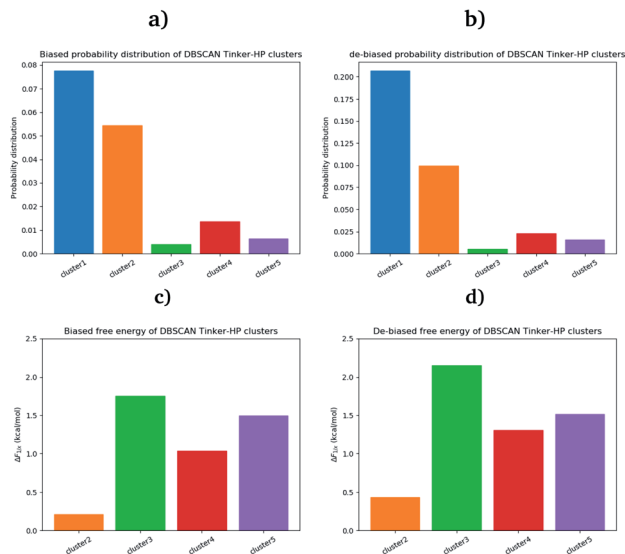 a)
Biased probability distribution of DBSCAN Tinker-HP clusters
Probability distribution
0.08
0.07
0.06
0.05
0.04
0.03
0.02
0.01
0.00
cluster1
cluster2
cluster3
cluster4
cluster5
b)
de-biased probability distribution of DBSCAN Tinker-HP clusters
Probability distribution
0.200
0.175
0.150
0.125
0.100
0.075
0.050
0.025
0.000
cluster1
cluster2
cluster3
cluster4
cluster5
c)
Biased free energy of DBSCAN Tinker-HP clusters
ΔF1x (kcal/mol)
2.5
2.0
1.5
1.0
0.5
0.0
cluster2
cluster3
cluster4
cluster5
d)
De-biased free energy of DBSCAN Tinker-HP clusters
ΔF1x (kcal/mol)
2.5
2.0
1.5
1.0
0.5
0.0
cluster2
cluster3
cluster4
cluster5